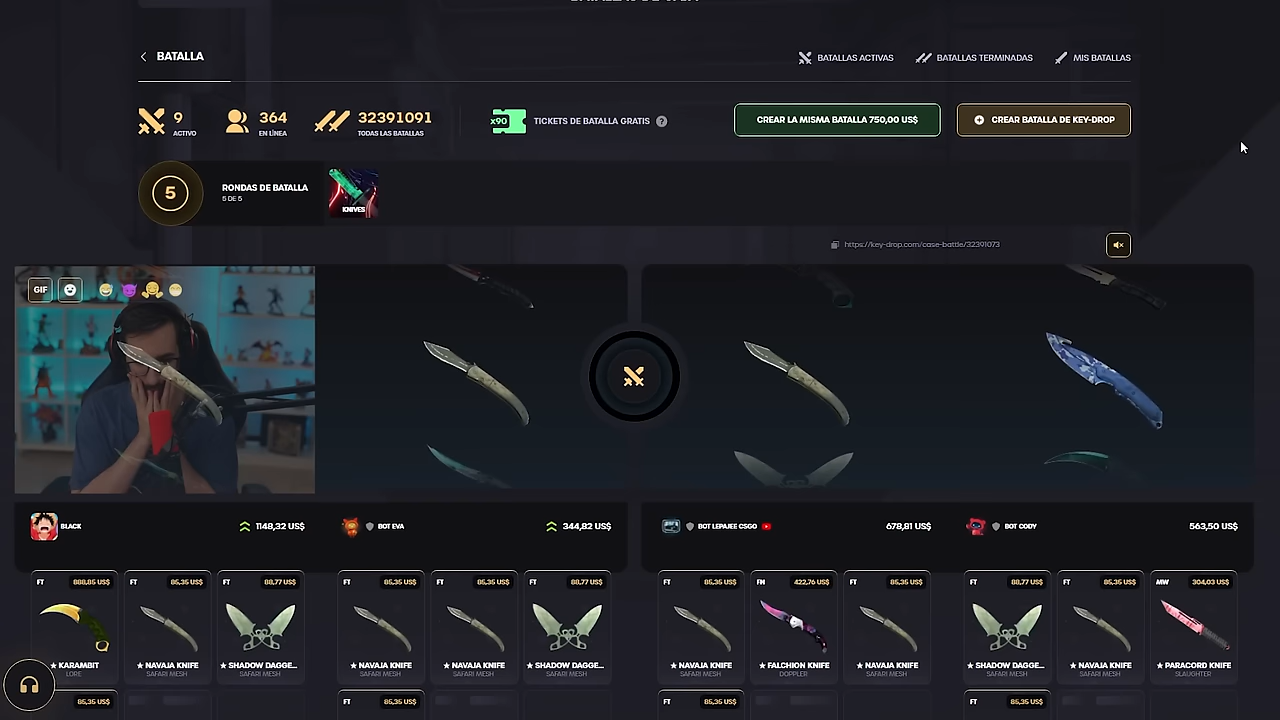 BATALLA
BATALLAS ACTIVAS
BATALLAS TERMINADAS
MIS BATALLAS
9
ACTIVO
364
EN LÍNEA
32391091
TODAS LAS BATALLAS
x90
TICKETS DE BATALLA GRATIS
?
CREAR LA MISMA BATALLA 750,00 US$
CREAR BATALLA DE KEY-DROP
5
RONDAS DE BATALLA
5 DE 5
KNIVES
https://key-drop.com/case-battle/32391073
GIF
BLACK
1148,32 US$
BOT EVA
344,82 US$
BOT LEPAJEE CSGO
678,81 US$
BOT CODY
563,50 US$
FT 888,85 US$
FT 85,35 US$
FT 88,77 US$
FT 85,35 US$
FT 85,35 US$
FT 88,77 US$
FT 85,35 US$
FN 422,76 US$
FT 85,35 US$
FT 88,77 US$
FT 85,35 US$
MW 304,03 US$
★ KARAMBIT
LORE
★ NAVAJA KNIFE
SAFARI MESH
★ SHADOW DAGGE...
SAFARI MESH
★ NAVAJA KNIFE
SAFARI MESH
★ NAVAJA KNIFE
SAFARI MESH
★ SHADOW DAGGE...
SAFARI MESH
★ NAVAJA KNIFE
SAFARI MESH
★ FALCHION KNIFE
DOPPLER
★ NAVAJA KNIFE
SAFARI MESH
★ SHADOW DAGGE...
SAFARI MESH
★ NAVAJA KNIFE
SAFARI MESH
★ PARACORD KNIFE
SLAUGHTER
85,35 US$
FT 85,35 US$
FT 85,35 US$
FT 85,35 US$